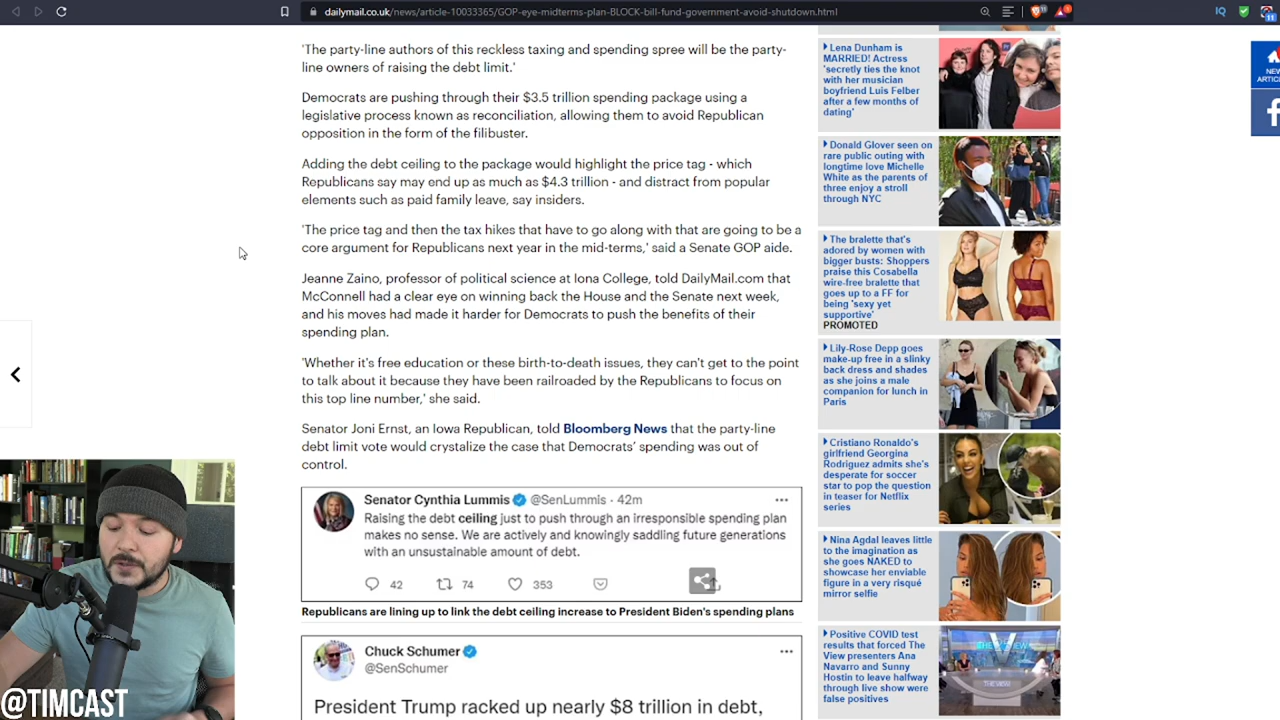 dailymail.co.uk/news/article-10033365/GOP-eye-midterms-plan-BLOCK-bill-fund-government-avoid-shutdown.html
IQ
11
'The party-line authors of this reckless taxing and spending spree will be the party-
line owners of raising the debt limit.'
Democrats are pushing through their $3.5 trillion spending package using a
legislative process known as reconciliation, allowing them to avoid Republican
opposition in the form of the filibuster.
Adding the debt ceiling to the package would highlight the price tag - which
Republicans say may end up as much as $4.3 trillion - and distract from popular
elements such as paid family leave, say insiders.
'The price tag and then the tax hikes that have to go along with that are going to be a
core argument for Republicans next year in the mid-terms,' said a Senate GOP aide.
Jeanne Zaino, professor of political science at Iona College, told DailyMail.com that
McConnell had a clear eye on winning back the House and the Senate next week,
and his moves had made it harder for Democrats to push the benefits of their
spending plan.
'Whether it's free education or these birth-to-death issues, they can't get to the point
to talk about it because they have been railroaded by the Republicans to focus on
this top line number,' she said.
Senator Joni Ernst, an Iowa Republican, told Bloomberg News that the party-line
debt limit vote would crystalize the case that Democrats' spending was out of
control.
Senator Cynthia Lummis @SenLummis · 42m
Raising the debt ceiling just to push through an irresponsible spending plan
makes no sense. We are actively and knowingly saddling future generations
with an unsustainable amount of debt.
42 74 353
Republicans are lining up to link the debt ceiling increase to President Biden's spending plans
Chuck Schumer
@SenSchumer
President Trump racked up nearly $8 trillion in debt,
Lena Dunham is
MARRIED! Actress
'secretly ties the knot
with her musician
boyfriend Luis Felber
after a few months of
dating'
Donald Glover seen on
rare public outing with
longtime love Michelle
White as the parents of
three enjoy a stroll
through NYC
The bralette that's
adored by women with
bigger busts: Shoppers
praise this Cosabella
wire-free bralette that
goes up to a FF for
being 'sexy yet
supportive'
PROMOTED
Lily-Rose Depp goes
make-up free in a slinky
back dress and shades
as she joins a male
companion for lunch in
Paris
Cristiano Ronaldo's
girlfriend Georgina
Rodriguez admits she's
desperate for soccer
star to pop the question
in teaser for Netflix
series
Nina Agdal leaves little
to the imagination as
she goes NAKED to
showcase her enviable
figure in a very risqué
mirror selfie
Positive COVID test
results that forced The
View presenters Ana
Navarro and Sunny
Hostin to leave halfway
through live show were
false positives
NEW
ARTIC
@TIMCAST